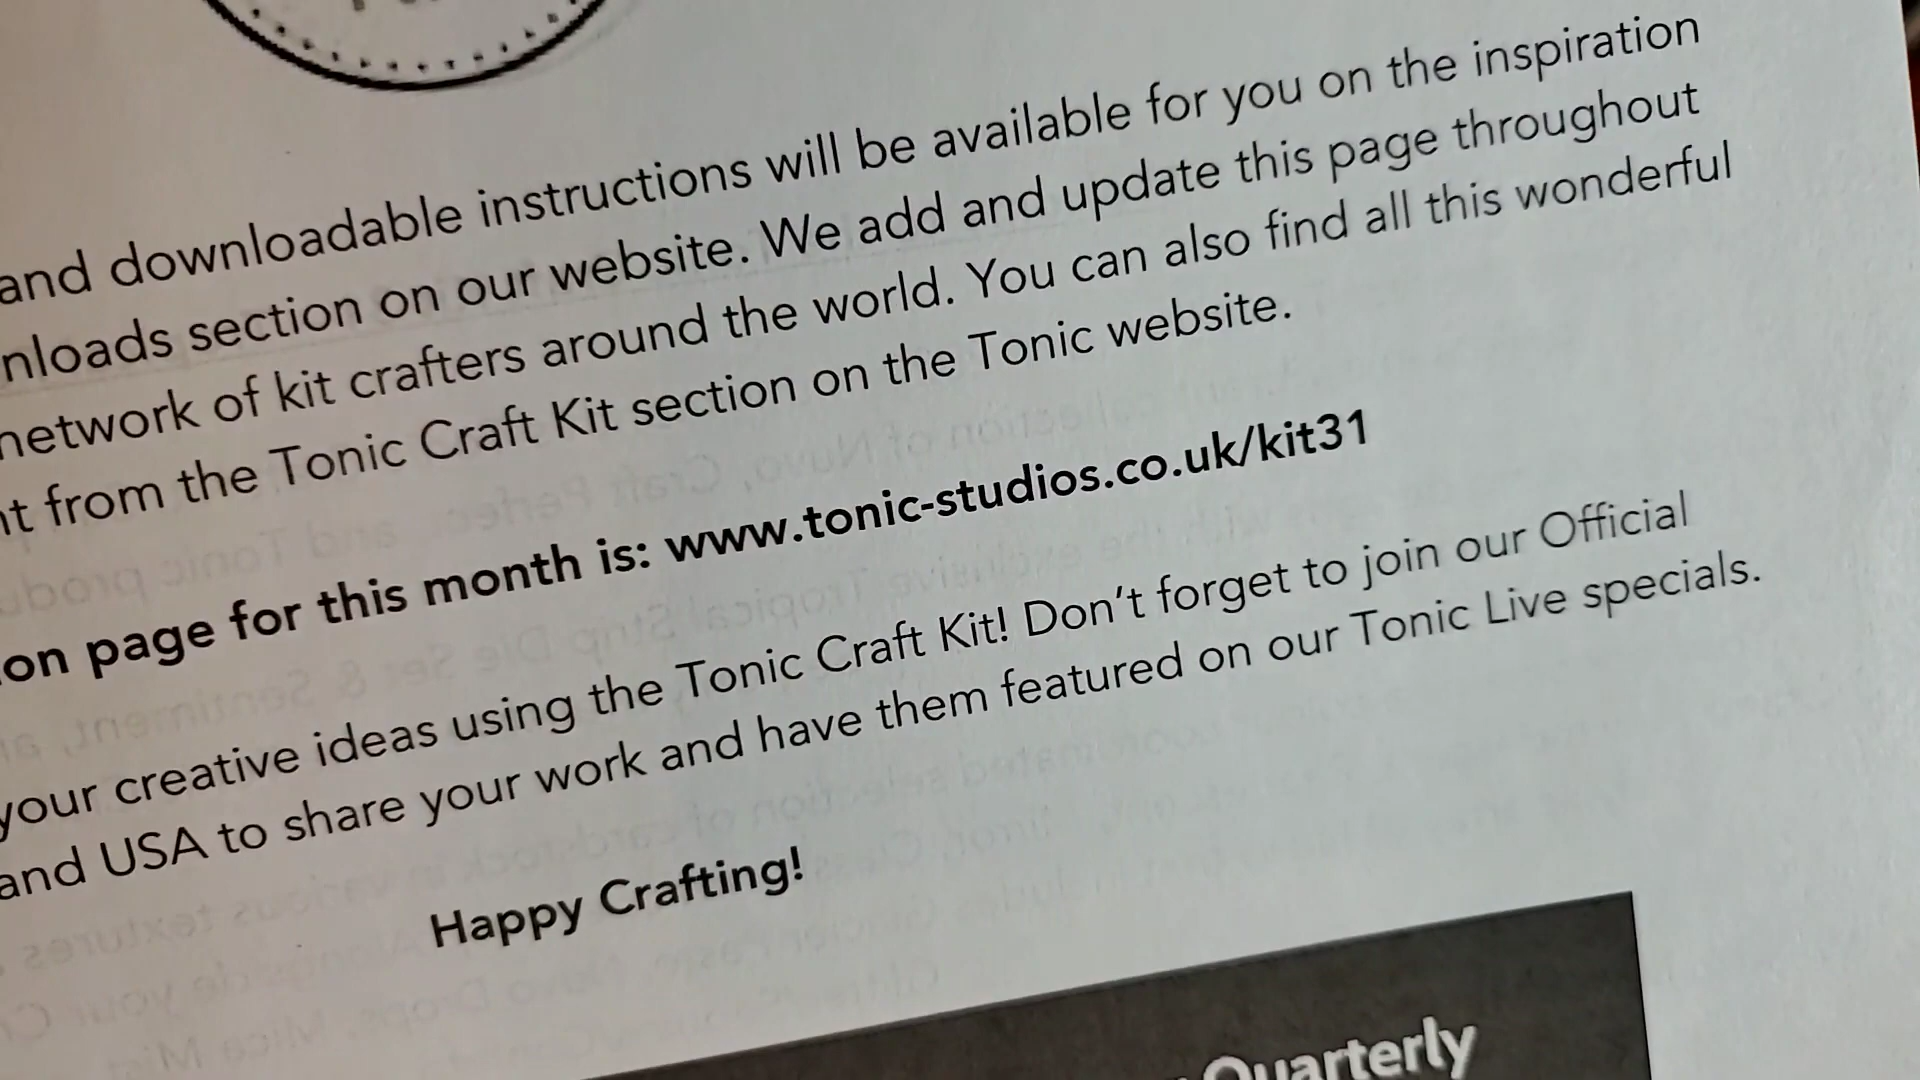 and downloadable instructions will be available for you on the inspiration
nloads section on our website. We add and update this page throughout
network of kit crafters around the world. You can also find all this wonderful
nt from the Tonic Craft Kit section on the Tonic website.
on page for this month is: www.tonic-studios.co.uk/kit31
your creative ideas using the Tonic Craft Kit! Don't forget to join our Official
and USA to share your work and have them featured on our Tonic Live specials.
Happy Crafting!
Quarterly